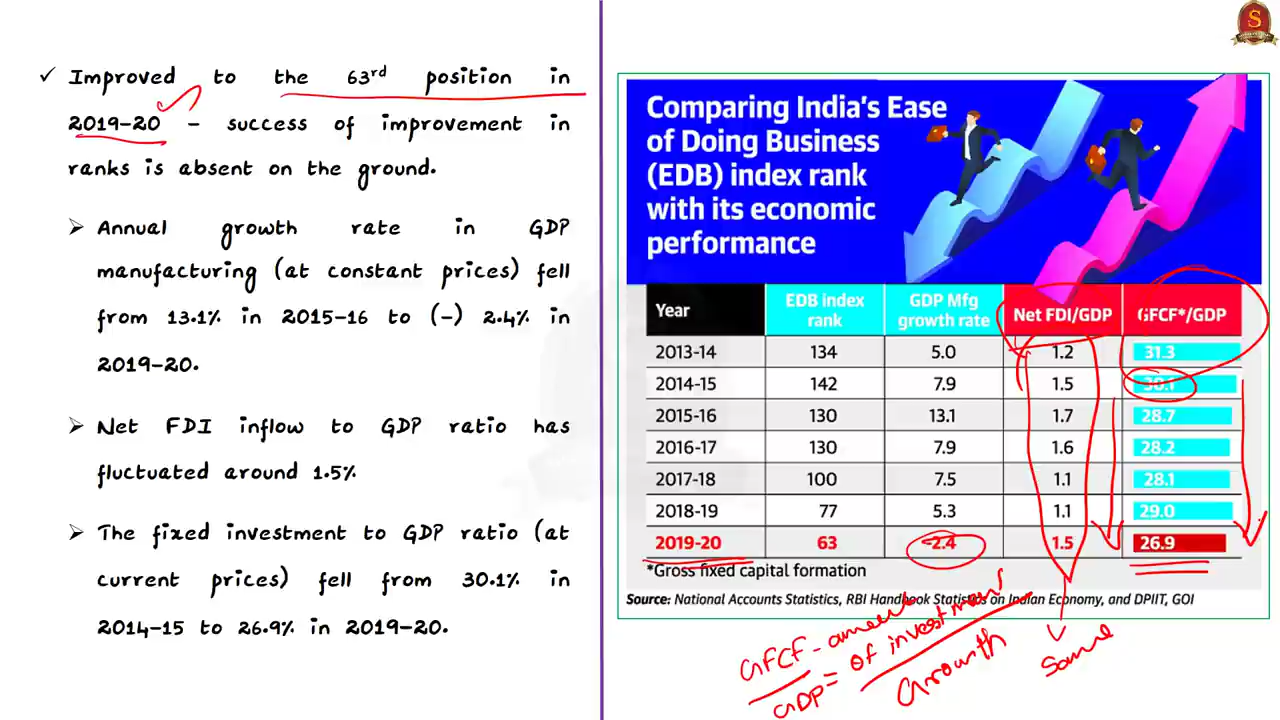 ✓ Improved to the 63rd position in
2019-20 - success of improvement in
ranks is absent on the ground.
➤ Annual growth rate in GDP
manufacturing (at constant prices) fell
from 13.1% in 2015-16 to (-) 2.4% in
2019-20.
➤ Net FDI inflow to GDP ratio has
fluctuated around 1.5%
➤ The fixed investment to GDP ratio (at
current prices) fell from 30.1% in
2014-15 to 26.9% in 2019-20.
S
Comparing India's Ease
of Doing Business
(EDB) index rank
with its economic
performance
Year EDB index rank GDP Mfg growth rate Net FDI/GDP GFCF*/GDP
2013-14 134 5.0 1.2 31.3
2014-15 142 7.9 1.5 30.1
2015-16 130 13.1 1.7 28.7
2016-17 130 7.9 1.6 28.2
2017-18 100 7.5 1.1 28.1
2018-19 77 5.3 1.1 29.0
2019-20 63 -2.4 1.5 26.9
*Gross fixed capital formation
Source: National Accounts Statistics, RBI Handbook Statistics on Indian Economy, and DPIIT, GOI
GFCF - amount
GDP = of investment
Growth
Same